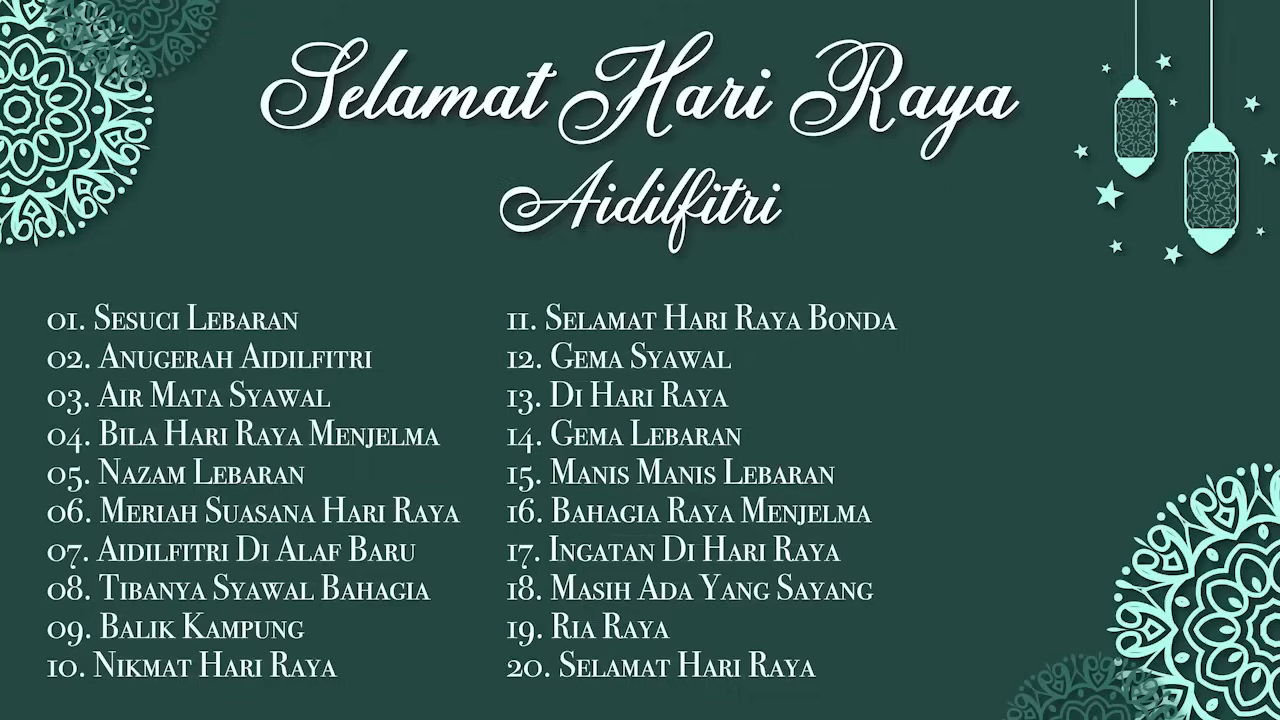 Selamat Hari Raya
Aidilfitri
01. Sesuci Lebaran
02. Anugerah Aidilfitri
03. Air Mata Syawal
04. Bila Hari Raya Menjelma
05. Nazam Lebaran
06. Meriah Suasana Hari Raya
07. Aidilfitri Di Alaf Baru
08. Tibanya Syawal Bahagia
09. Balik Kampung
10. Nikmat Hari Raya
11. Selamat Hari Raya Bonda
12. Gema Syawal
13. Di Hari Raya
14. Gema Lebaran
15. Manis Manis Lebaran
16. Bahagia Raya Menjelma
17. Ingatan Di Hari Raya
18. Masih Ada Yang Sayang
19. Ria Raya
20. Selamat Hari Raya